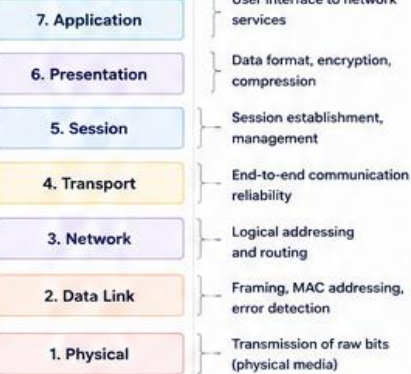 User interface to network
7. Application
services
6. Presentation
Data format, encryption,
compression
5. Session
Session establishment,
management
4. Transport
End-to-end communication
reliability
3. Network
Logical addressing
and routing
2. Data Link
Framing, MAC addressing,
error detection
1. Physical
Transmission of raw bits
(physical media)